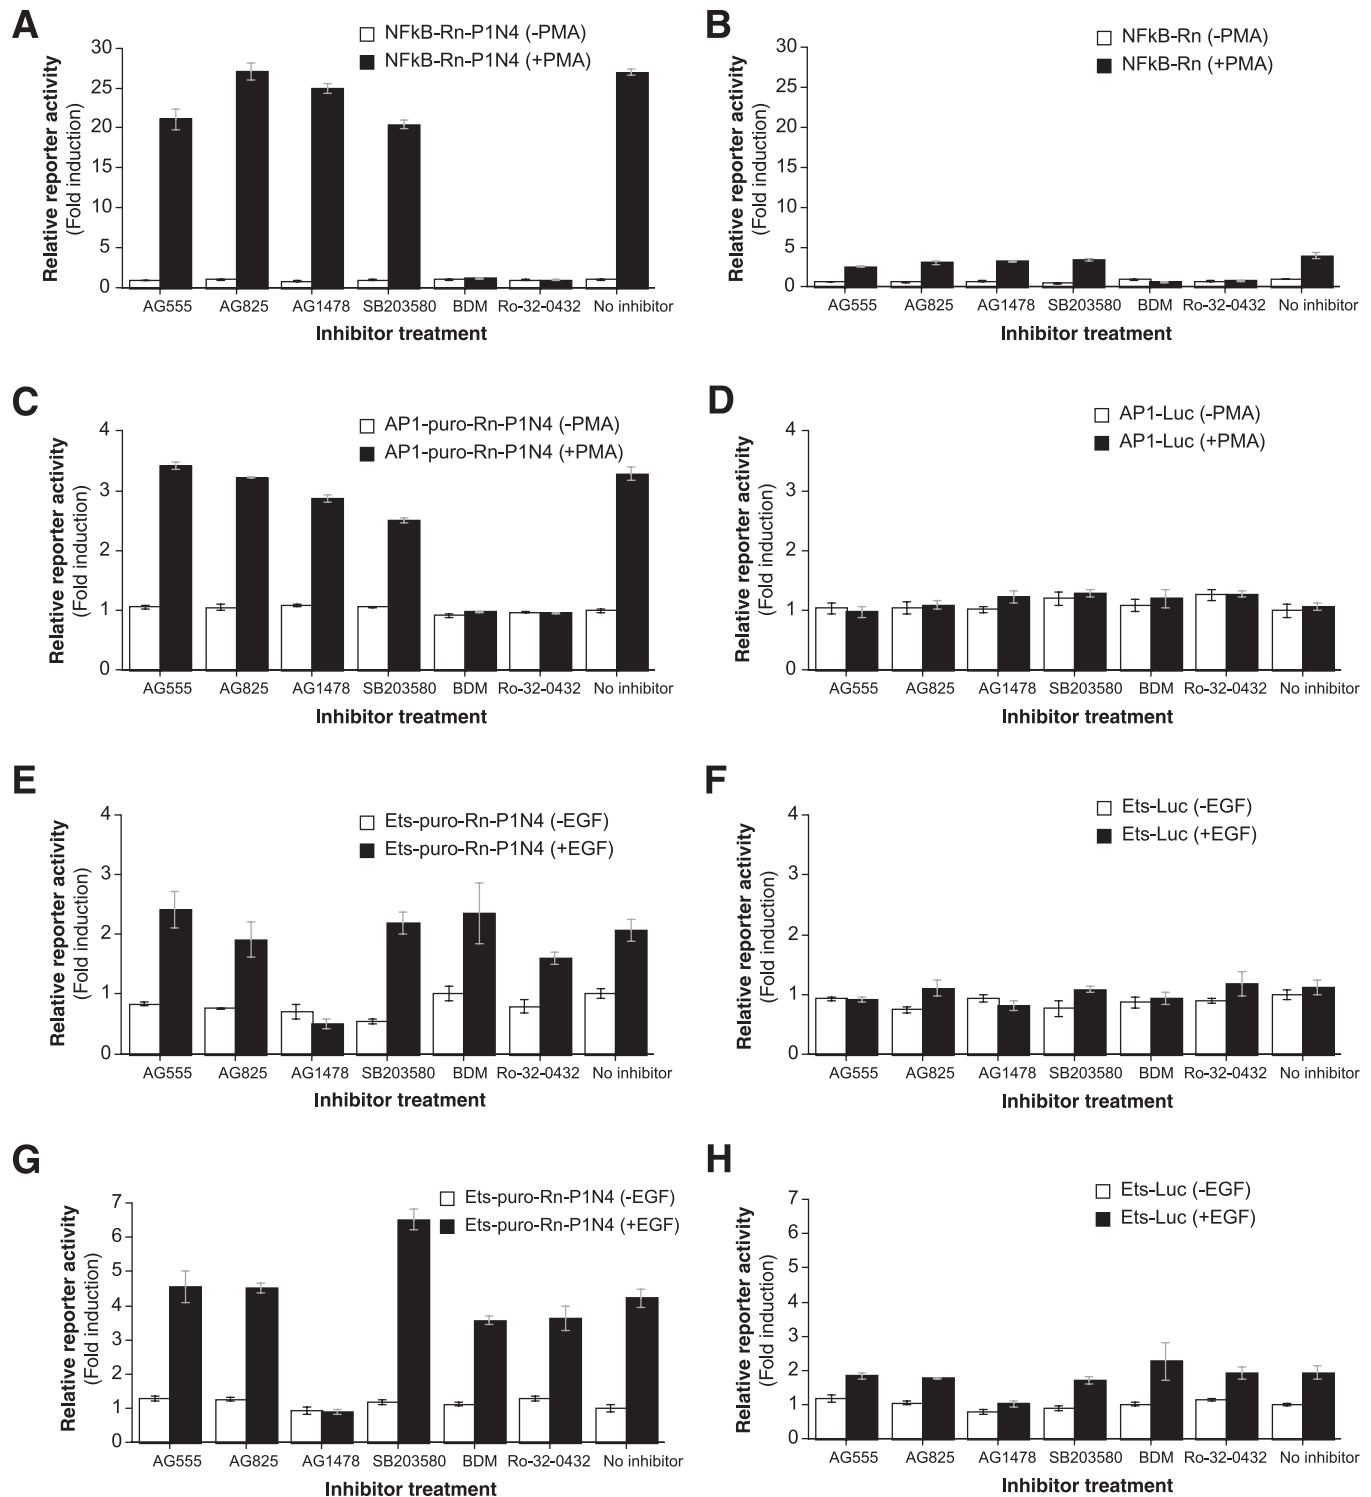 A
NFkB-Rn-P1N4 (-PMA)
NFkB-Rn-P1N4 (+PMA)
Relative reporter activity
(Fold induction)
30
25
20
15
10
5
0
AG555 AG825 AG1478 SB203580 BDM Ro-32-0432 No inhibitor
Inhibitor treatment
B
NFkB-Rn (-PMA)
NFkB-Rn (+PMA)
Relative reporter activity
(Fold induction)
30
25
20
15
10
5
0
AG555 AG825 AG1478 SB203580 BDM Ro-32-0432 No inhibitor
Inhibitor treatment
C
AP1-puro-Rn-P1N4 (-PMA)
AP1-puro-Rn-P1N4 (+PMA)
Relative reporter activity
(Fold induction)
4
3
2
1
0
AG555 AG825 AG1478 SB203580 BDM Ro-32-0432 No inhibitor
Inhibitor treatment
D
AP1-Luc (-PMA)
AP1-Luc (+PMA)
Relative reporter activity
(Fold induction)
4
3
2
1
0
AG555 AG825 AG1478 SB203580 BDM Ro-32-0432 No inhibitor
Inhibitor treatment
E
Ets-puro-Rn-P1N4 (-EGF)
Ets-puro-Rn-P1N4 (+EGF)
Relative reporter activity
(Fold induction)
4
3
2
1
0
AG555 AG825 AG1478 SB203580 BDM Ro-32-0432 No inhibitor
Inhibitor treatment
F
Ets-Luc (-EGF)
Ets-Luc (+EGF)
Relative reporter activity
(Fold induction)
4
3
2
1
0
AG555 AG825 AG1478 SB203580 BDM Ro-32-0432 No inhibitor
Inhibitor treatment
G
Ets-puro-Rn-P1N4 (-EGF)
Ets-puro-Rn-P1N4 (+EGF)
Relative reporter activity
(Fold induction)
7
6
5
4
3
2
1
0
AG555 AG825 AG1478 SB203580 BDM Ro-32-0432 No inhibitor
Inhibitor treatment
H
Ets-Luc (-EGF)
Ets-Luc (+EGF)
Relative reporter activity
(Fold induction)
7
6
5
4
3
2
1
0
AG555 AG825 AG1478 SB203580 BDM Ro-32-0432 No inhibitor
Inhibitor treatment